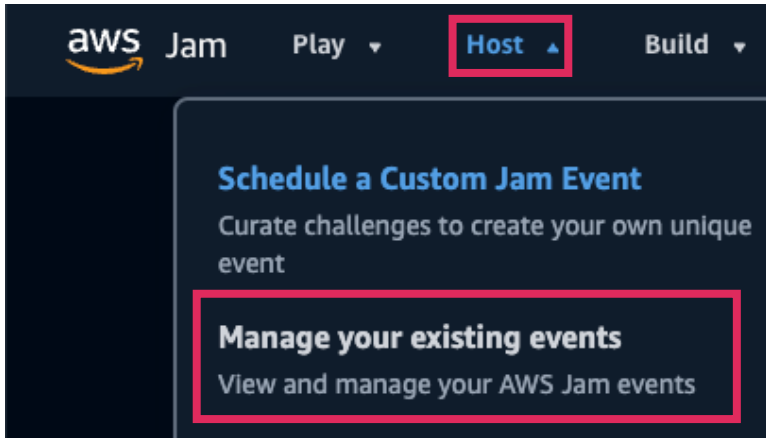 aws Jam Play ▼ Host ▲ Build ▼
Schedule a Custom Jam Event
Curate challenges to create your own unique
event
Manage your existing events
View and manage your AWS Jam events